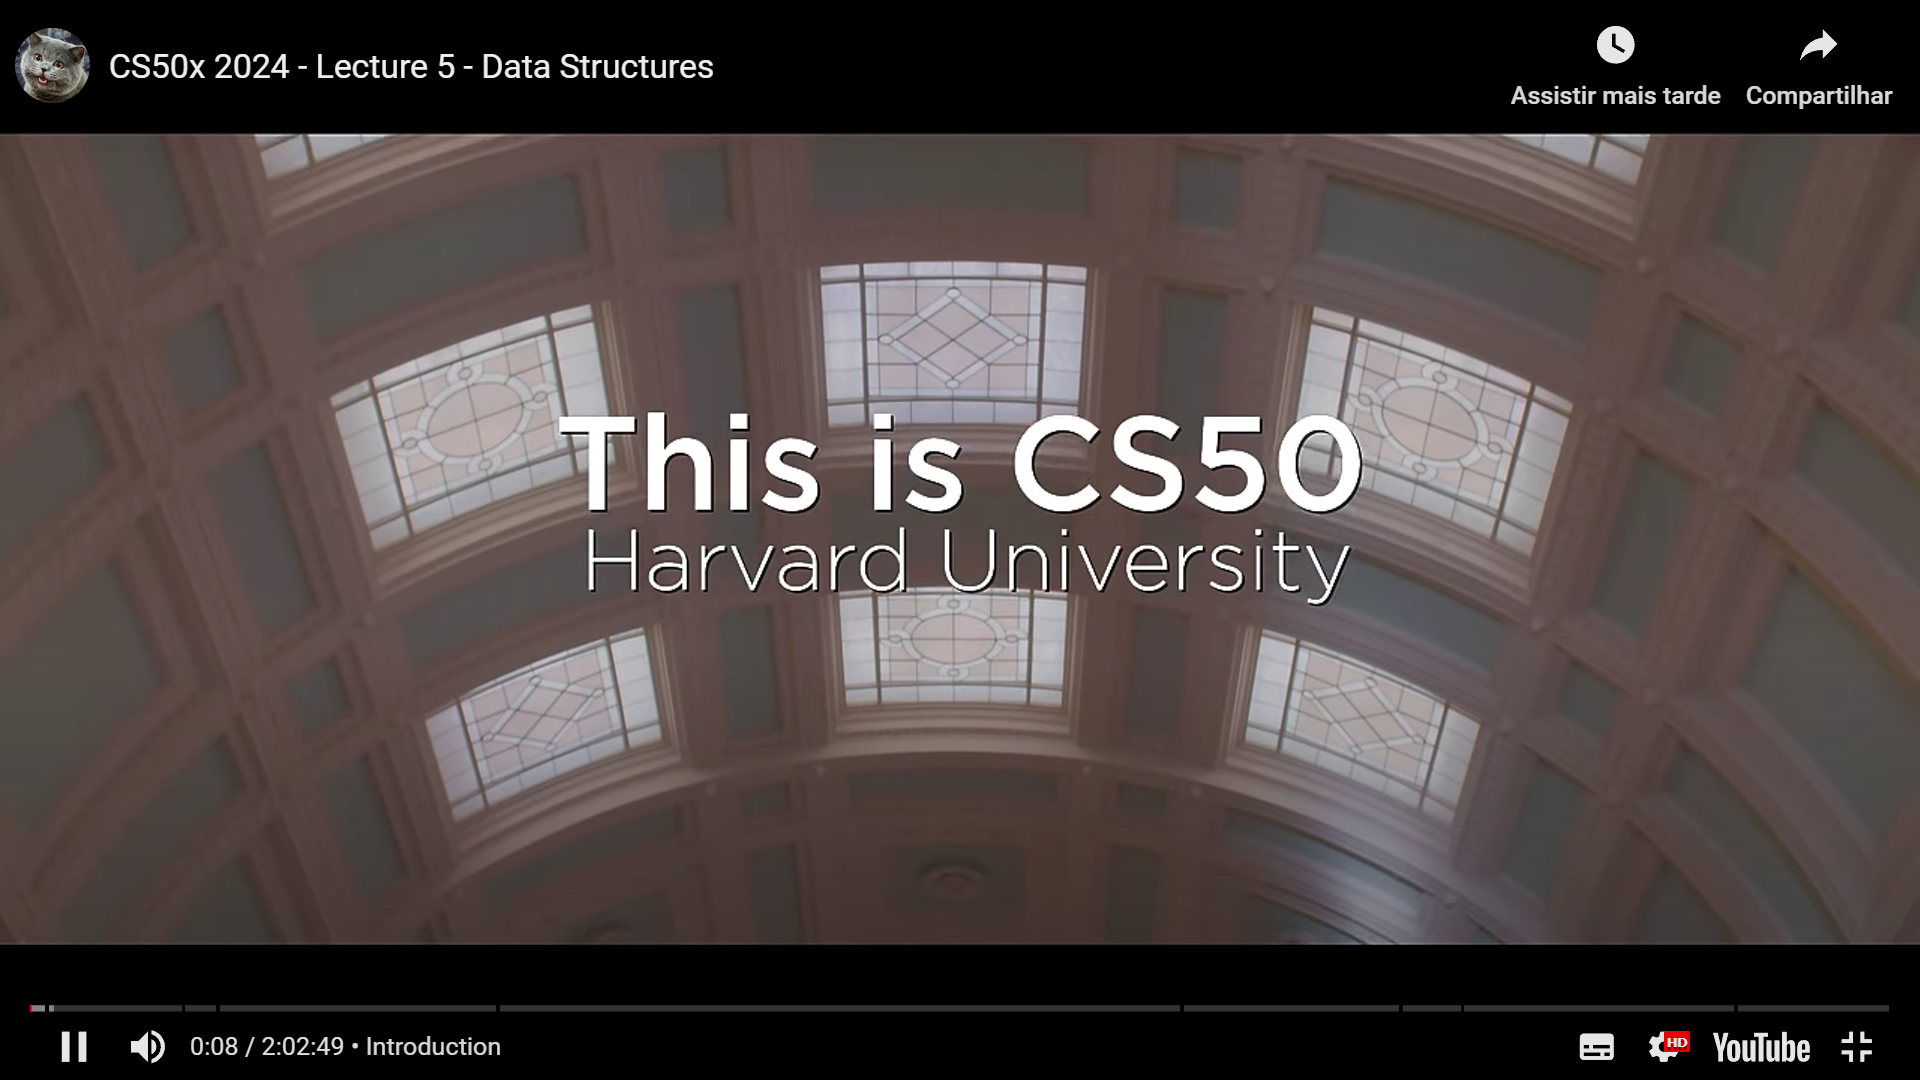 CS50x 2024 - Lecture 5 - Data Structures
Assistir mais tarde
Compartilhar
This is CS50
Harvard University
0:08 / 2:02:49 • Introduction
HD
YouTube